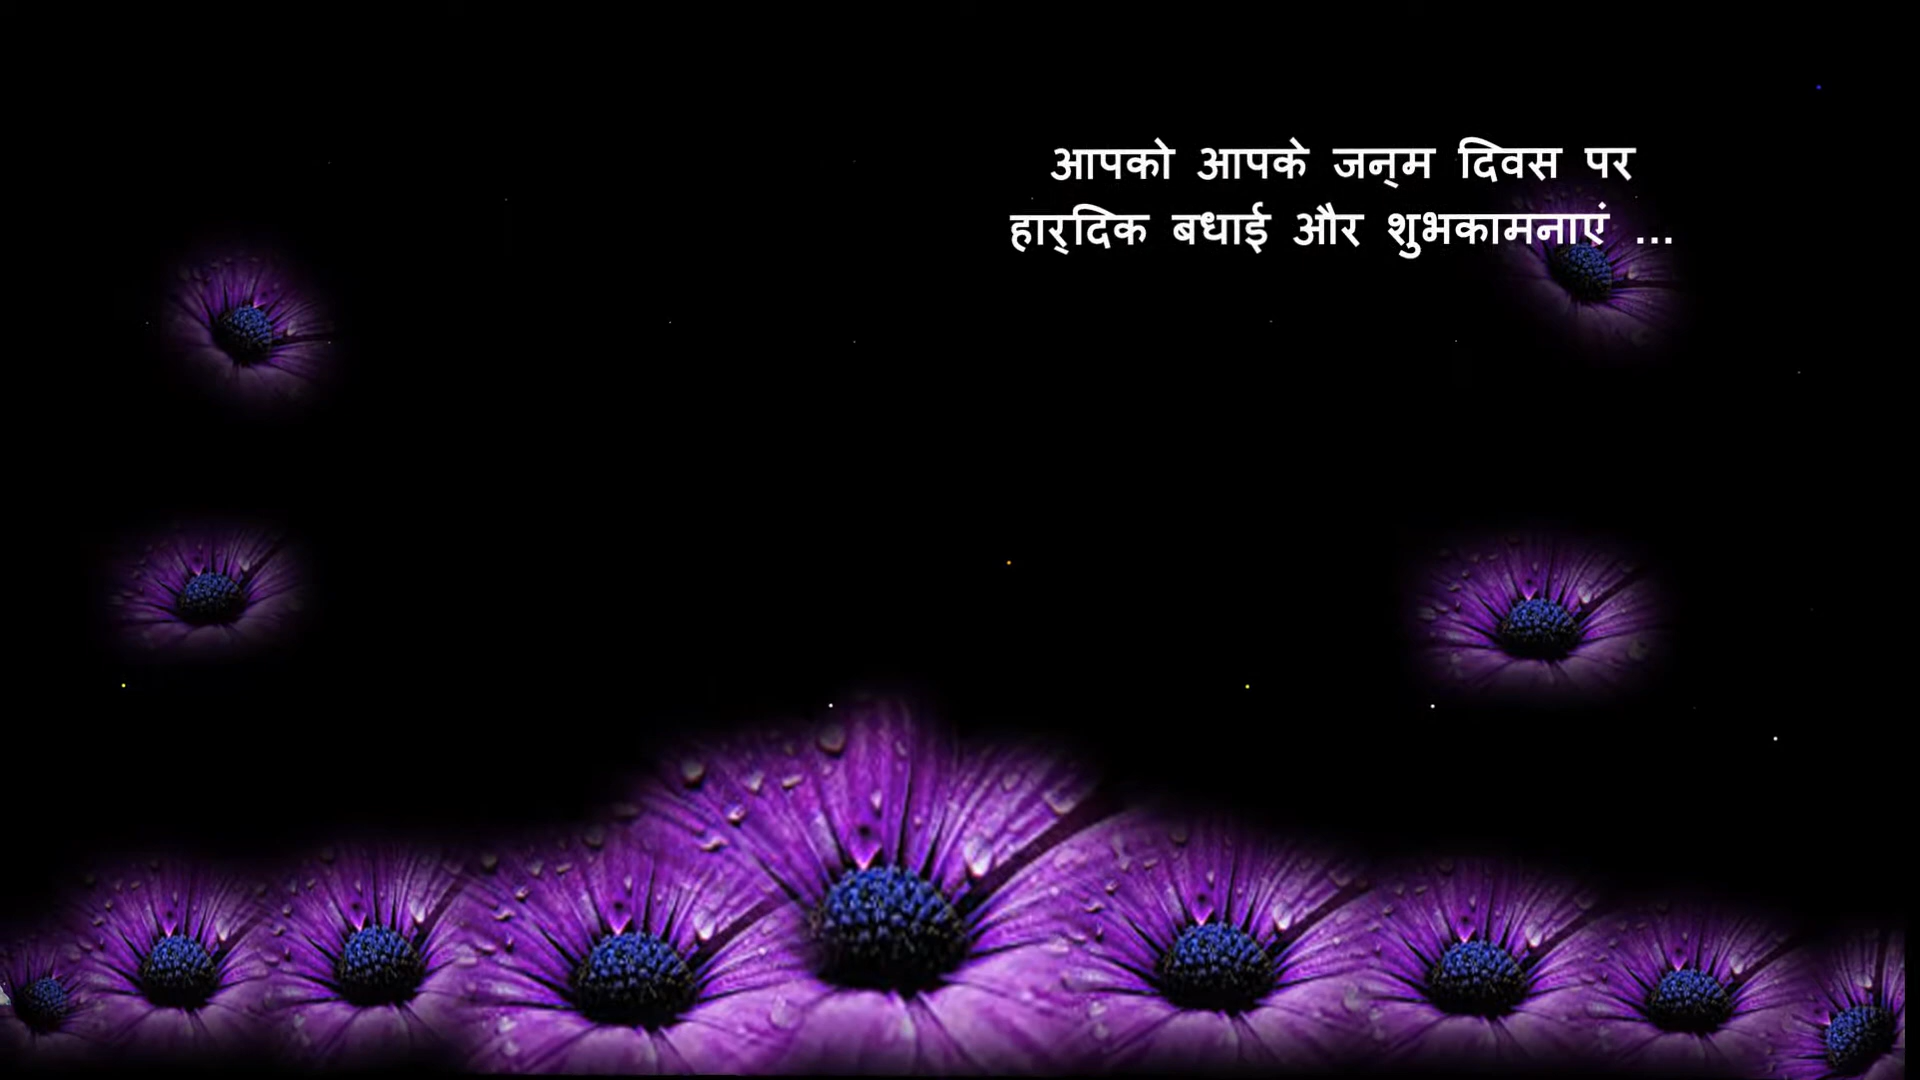 आपको आपके जन्म दिवस पर
हार्दिक बधाई और शुभकामनाएं ...